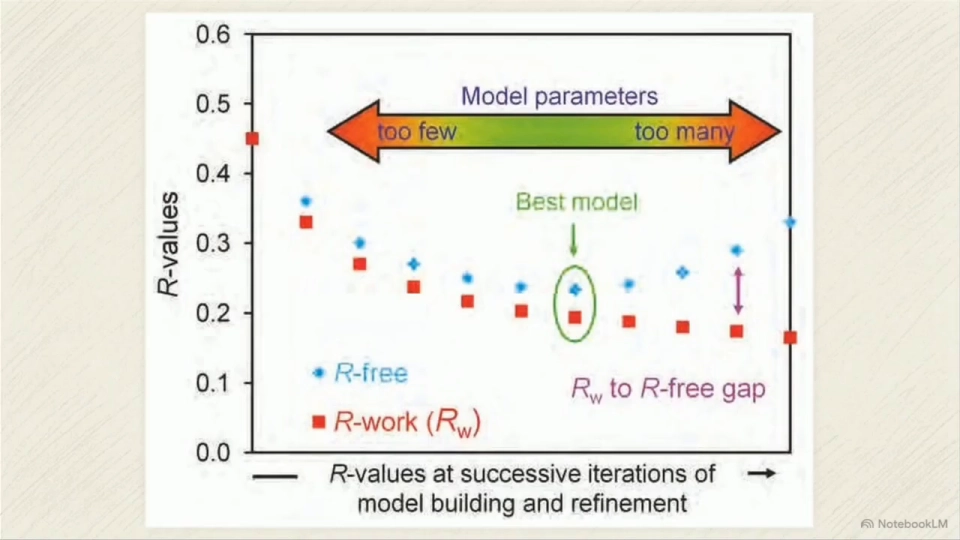 0.6
0.5
0.4
0.3
0.2
0.1
0.0
R-values
Model parameters
too few
too many
Best model
R-free
R-work (Rw)
Rw to R-free gap
R-values at successive iterations of
model building and refinement
NotebookLM